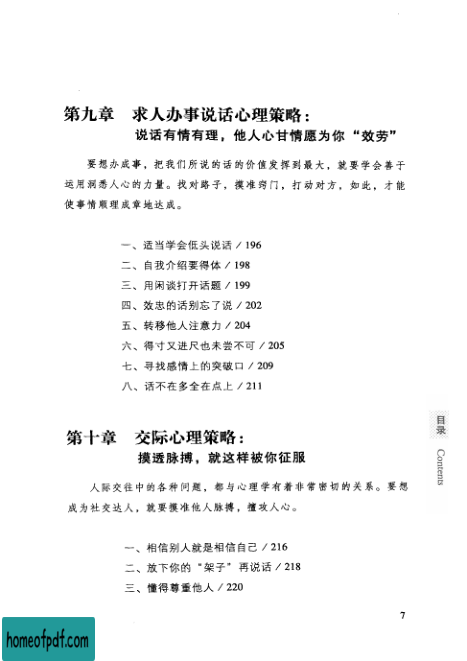 第九章 求人办事说话心理策略：
说话有情有理，他人心甘情愿为你“效劳”
要想办成事，把我们所说的话的价值发挥到最大，就要学会善于
运用洞悉人心的力量。找对路子，摸准窍门，打动对方，如此，才能
使事情顺理成章地达成。
一、适当学会低头说话 / 196
二、自我介绍要得体 / 198
三、用闲谈打开话题 / 199
四、效忠的话别忘了说 / 202
五、转移他人注意力 / 204
六、得寸又进尺也未尝不可 / 205
七、寻找感情上的突破口 / 209
八、话不在多全在点上 / 211
目录
Contents
第十章 交际心理策略：
摸透脉搏，就这样被你征服
人际交往中的各种问题，都与心理学有着非常密切的关系。要想
成为社交达人，就要摸准他人脉搏，擅攻人心。
一、相信别人就是相信自己 / 216
二、放下你的“架子”再说话 / 218
三、懂得尊重他人 / 220
7
homeofpdf.com